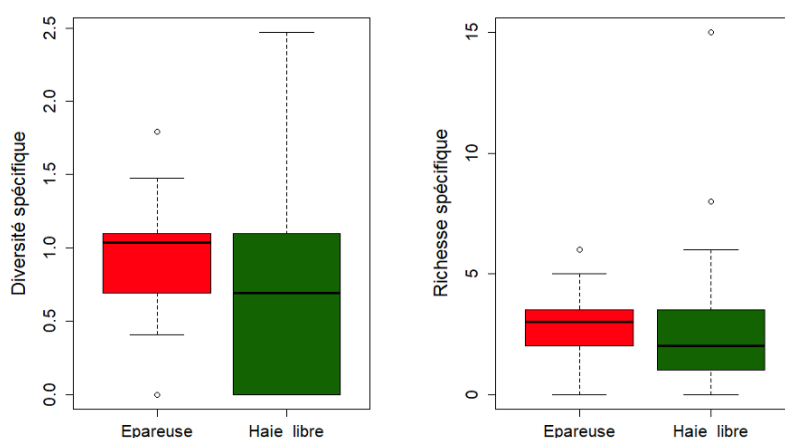 Diversité spécifique
2.5
2.0
1.5
1.0
0.5
0.0
Epareuse Haie_libre
Richesse spécifique
15
10
5
0
Epareuse Haie_libre